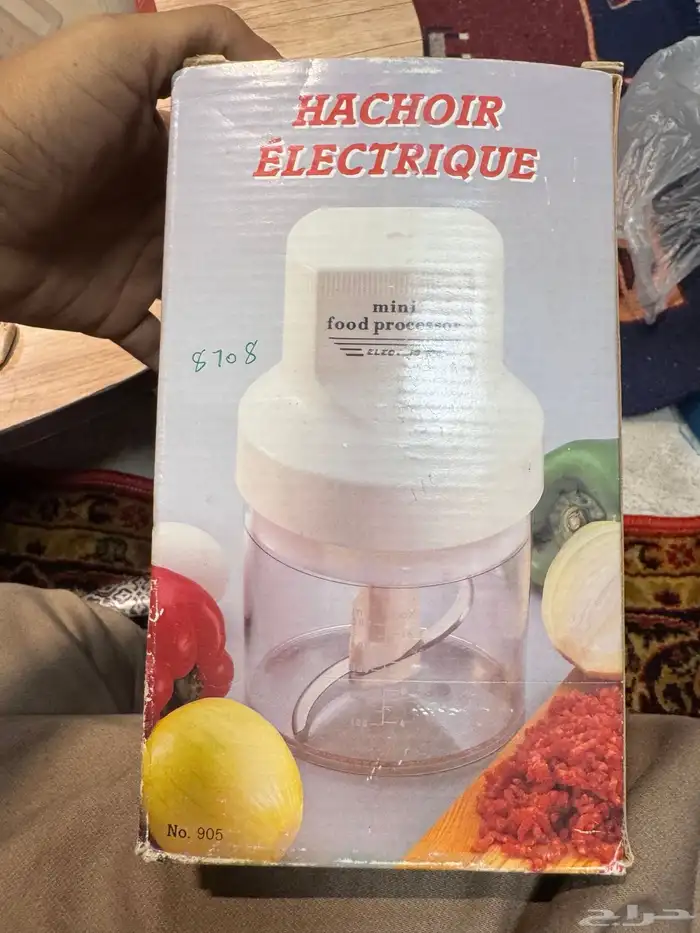 HACHOIR
ÉLECTRIQUE
mini
food processor
8708
No. 905
حراج